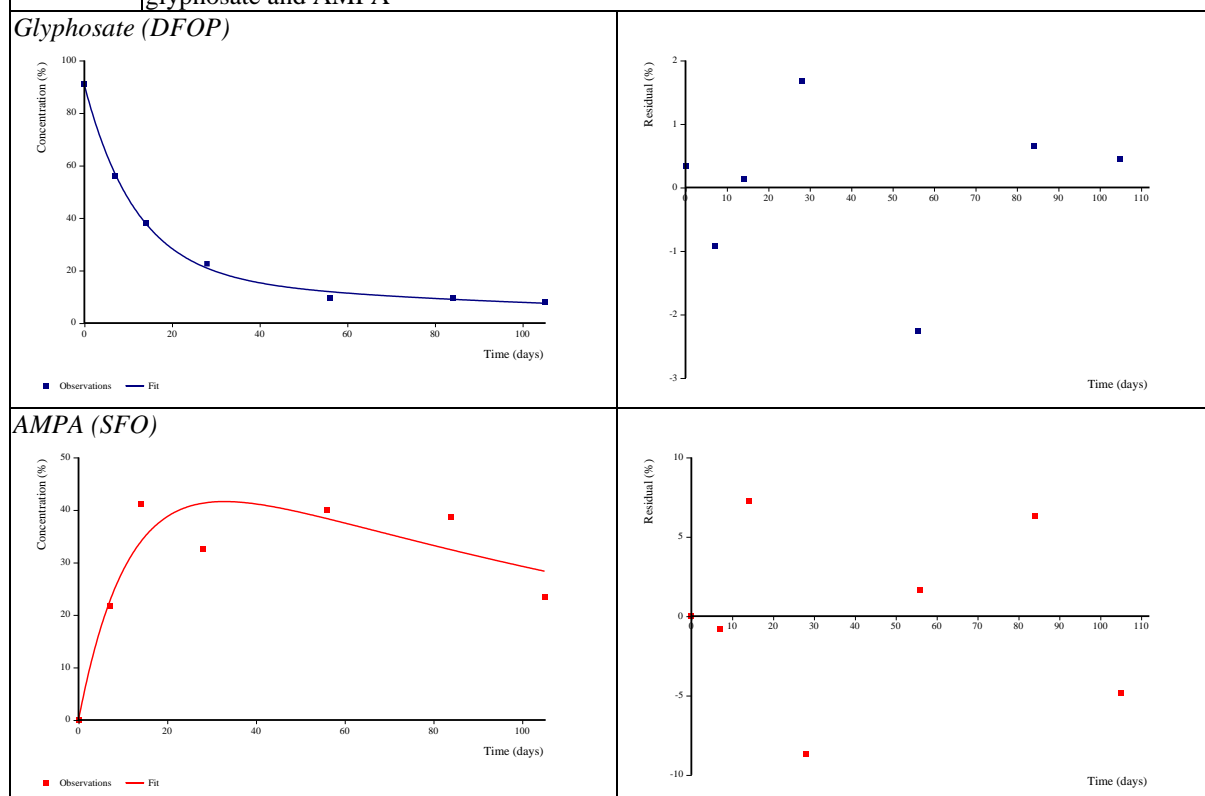 glyphosate and AMPA
Glyphosate (DFOP)
Concentration (%)
100
80
60
40
20
0
0 20 40 60 80 100
Time (days)
Observations Fit
Residual (%)
2
1
0
-1
-2
-3
0 10 20 30 40 50 60 70 80 90 100 110
Time (days)
AMPA (SFO)
Concentration (%)
50
40
30
20
10
0
0 20 40 60 80 100
Time (days)
Observations Fit
Residual (%)
10
5
0
-5
-10
0 10 20 30 40 50 60 70 80 90 100 110
Time (days)